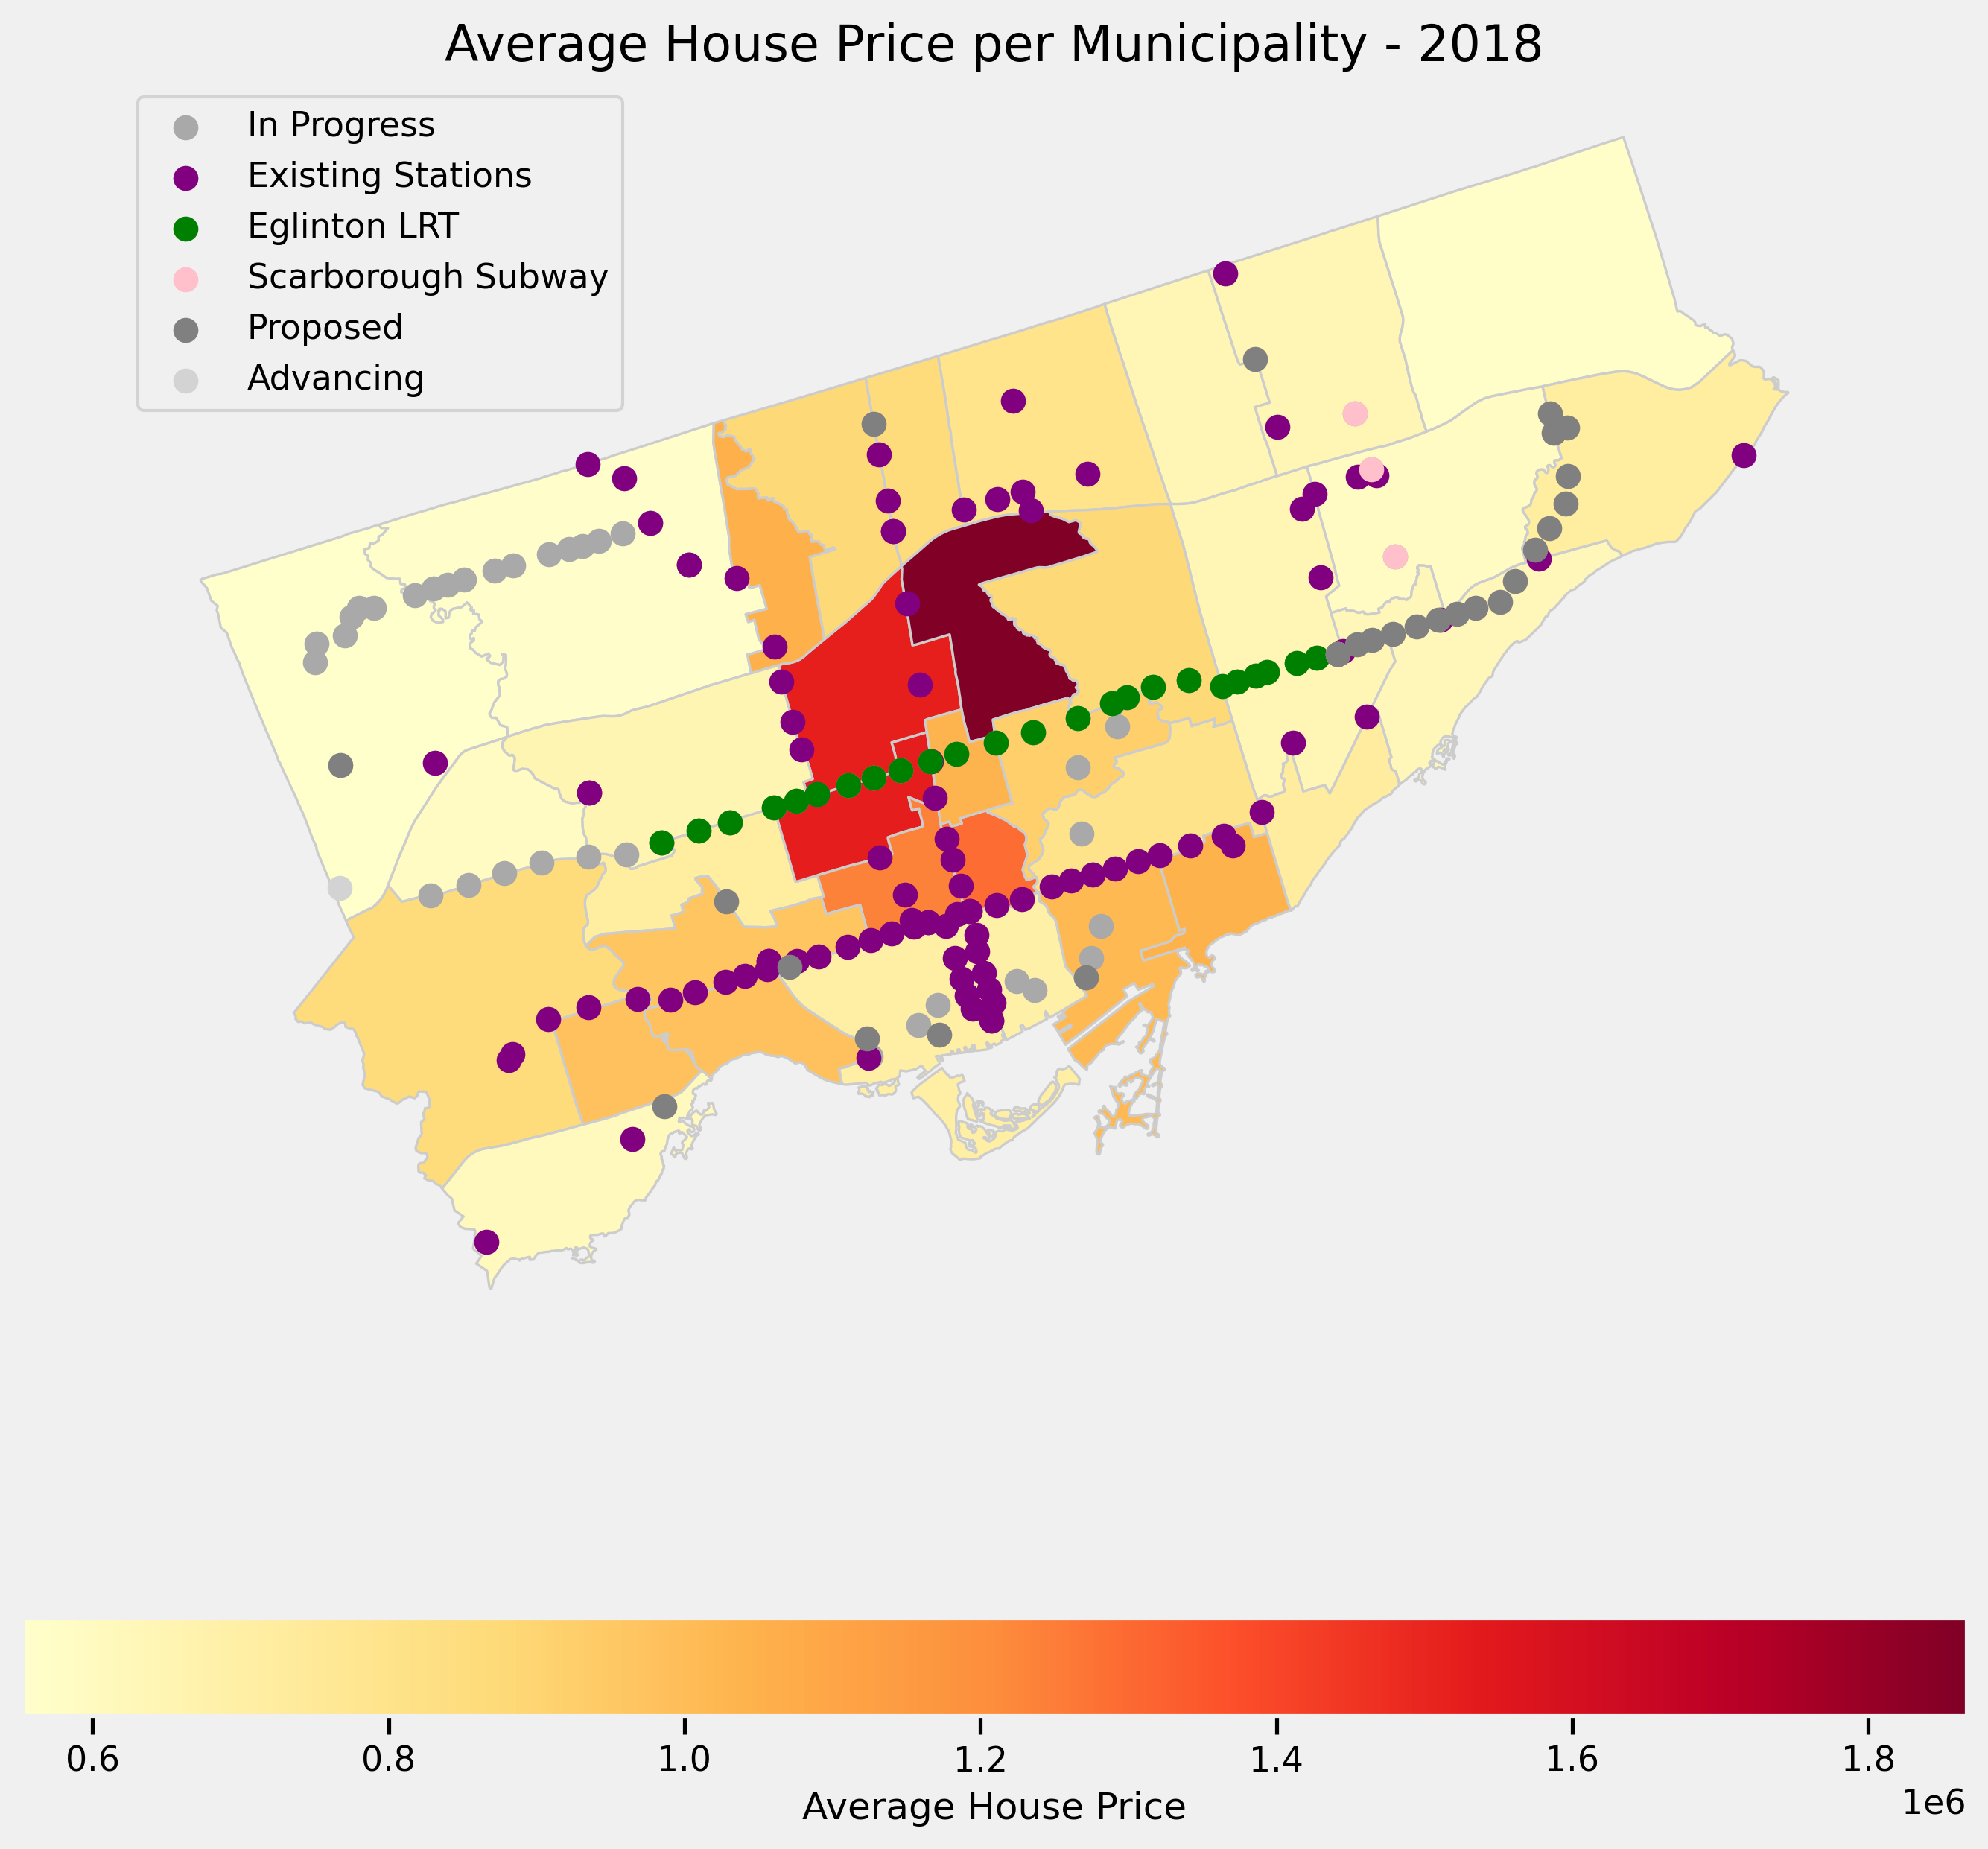 Average House Price per Municipality - 2018
In Progress
Existing Stations
Eglinton LRT
Scarborough Subway
Proposed
Advancing
0.6 0.8 1.0 1.2 1.4 1.6 1.8
Average House Price
1e6